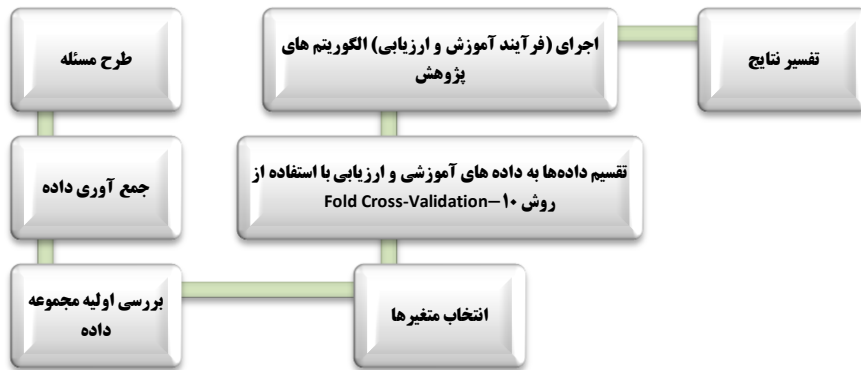 طرح مسئله
جمع آوری داده
بررسی اولیه مجموعه
داده
انتخاب متغیرها
تقسیم داده‌ها به داده های آموزشی و ارزیابی با استفاده از
روش ۱۰–Fold Cross-Validation
اجرای (فرآیند آموزش و ارزیابی) الگوریتم های
پژوهش
تفسیر نتایج